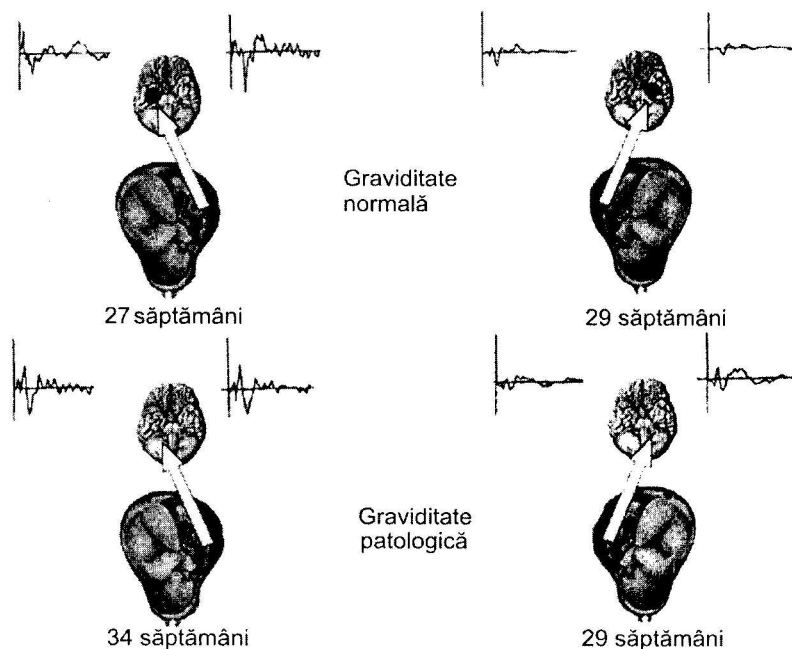 Graviditate
normală
27 săptămâni
29 săptămâni
Graviditate
patologică
34 săptămâni
29 săptămâni